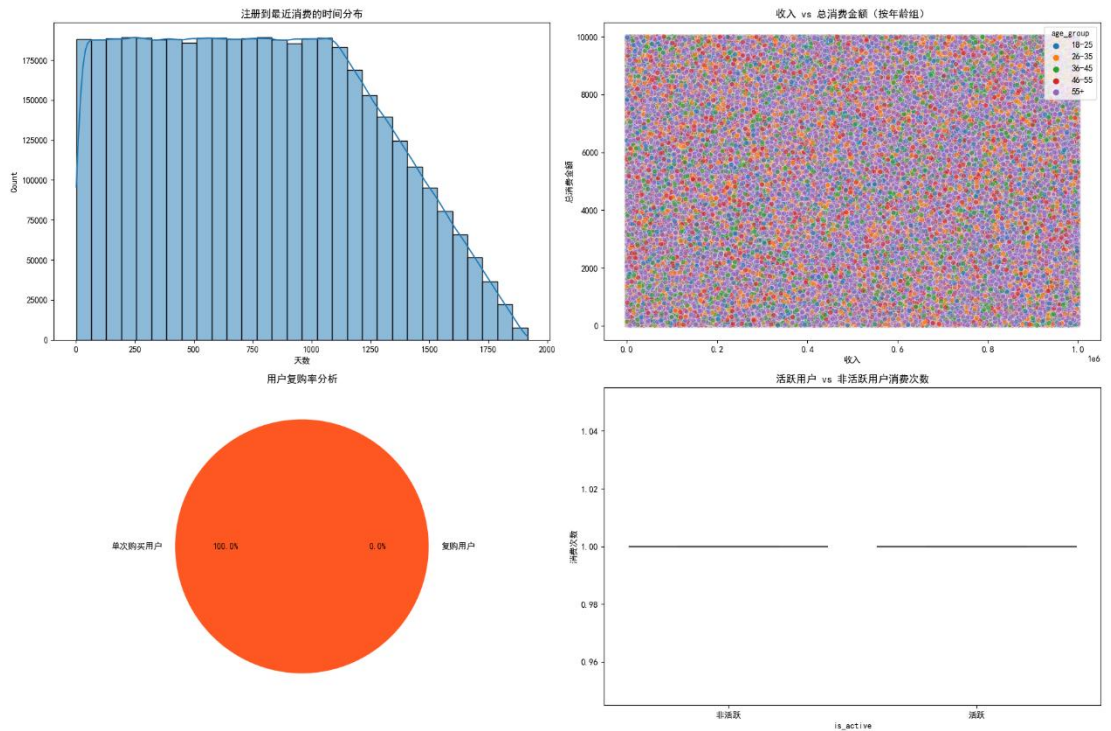 注册到最近消费的时间分布
Count
175000
150000
125000
100000
75000
50000
25000
0
0
250
500
750
1000
1250
1500
1750
2000
天数
收入 vs 总消费金额（按年龄组）
总消费金额
10000
8000
6000
4000
2000
0
age_group
18-25
26-35
36-45
46-55
55+
0.0
0.2
0.4
0.6
0.8
1.0
1e6
收入
用户复购率分析
单次购买用户
100.0%
0.0%
复购用户
活跃用户 vs 非活跃用户消费次数
消费次数
1.04
1.02
1.00
0.98
0.96
非活跃
活跃
is_active